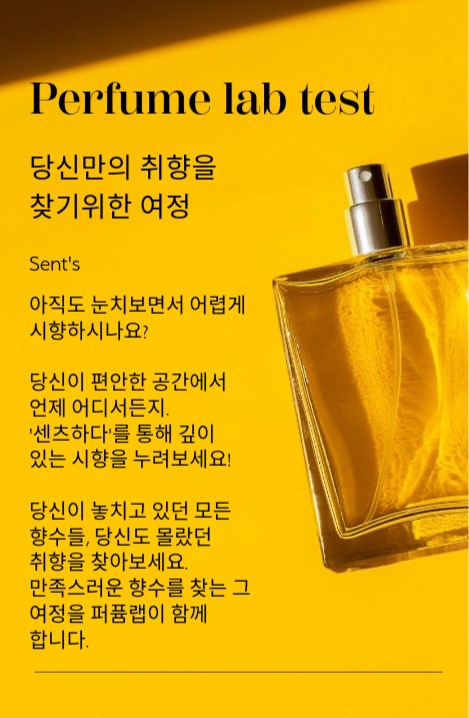 Perfume lab test
당신만의 취향을
찾기위한 여정
Sent's
아직도 눈치보면서 어렵게
시향하시나요?
당신이 편안한 공간에서
언제 어디서든지.
'센츠하다'를 통해 깊이
있는 시향을 누려보세요!
당신이 놓치고 있던 모든
향수들, 당신도 몰랐던
취향을 찾아보세요.
만족스러운 향수를 찾는 그
여정을 퍼퓸랩이 함께
합니다.